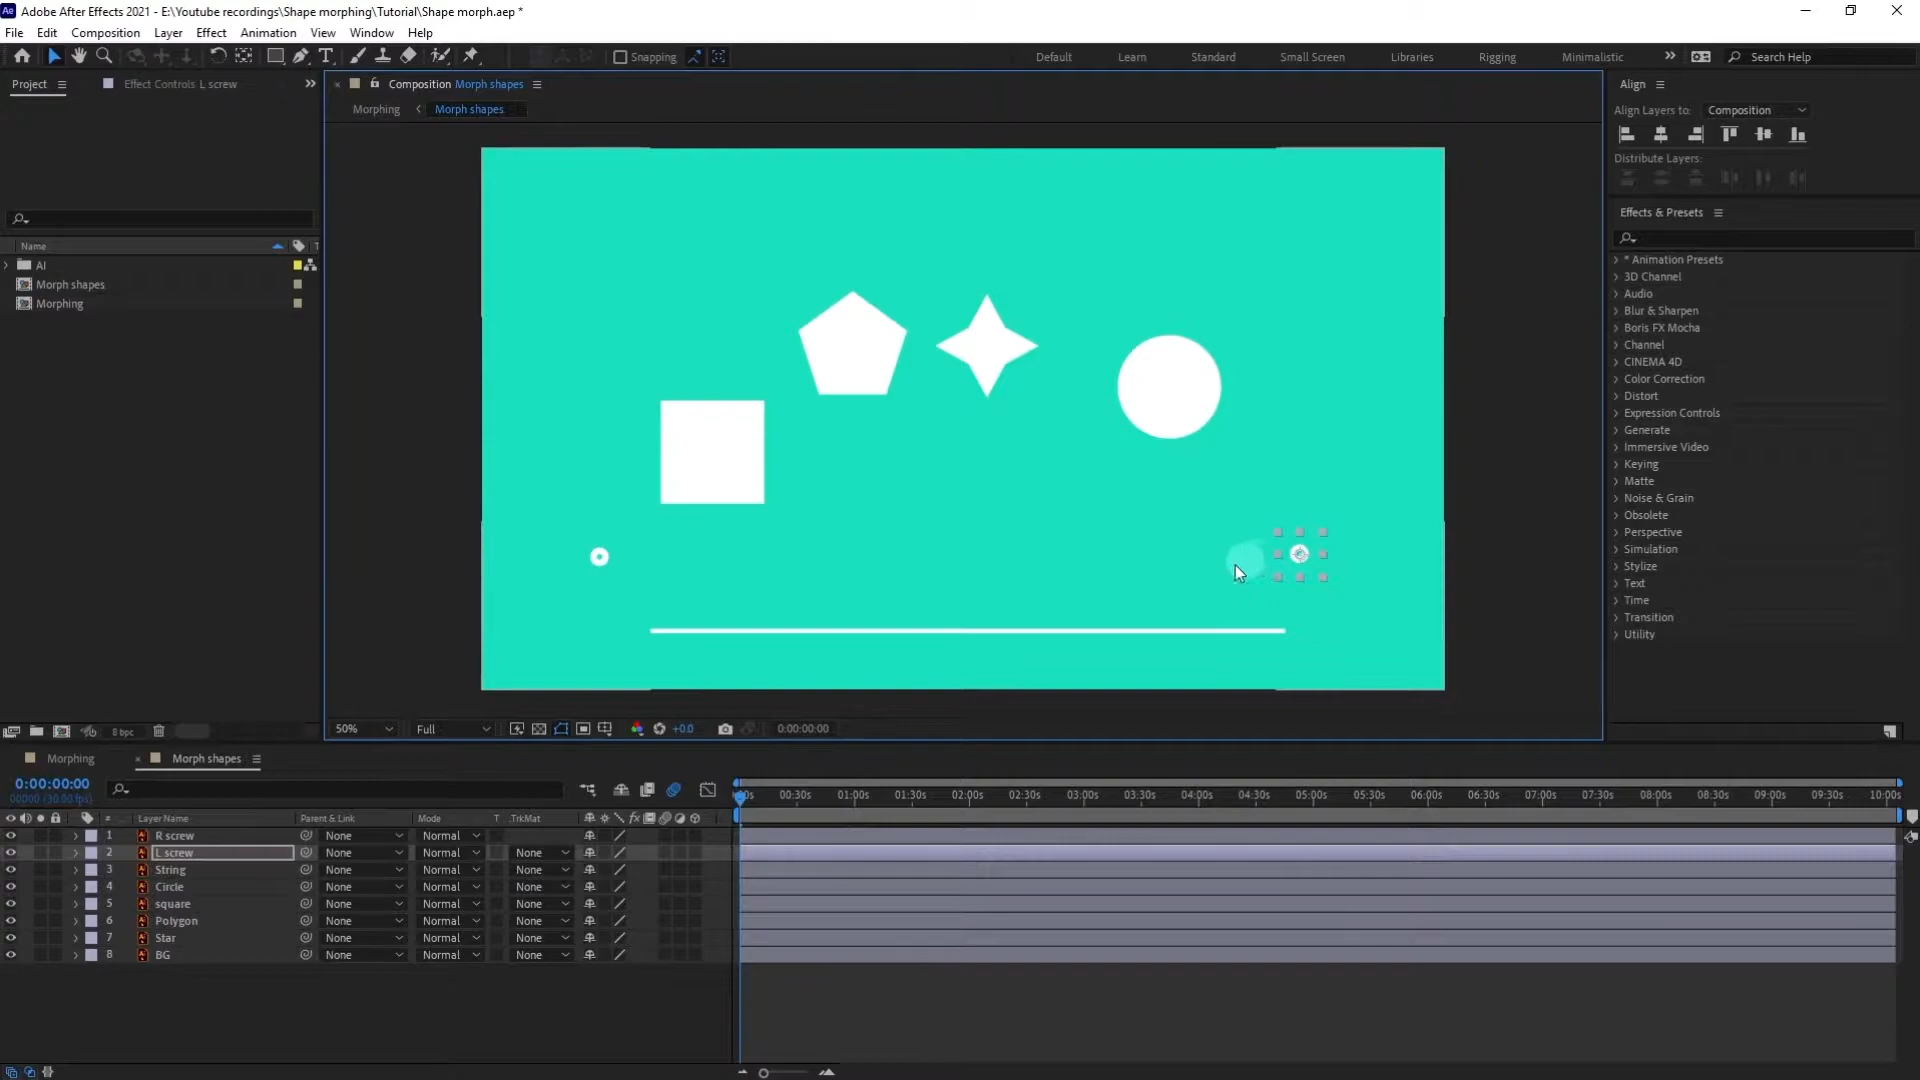 Adobe After Effects 2021 - E:\Youtube recordings\Shape morphing\Tutorial\Shape morph.aep *
File Edit Composition Layer Effect Animation View Window Help
Snapping
Default Learn Standard Small Screen Libraries Rigging Minimalistic Search Help
Project Effect Controls L screw
Composition Morph shapes
Morphing Morph shapes
Align
Align Layers to: Composition
Distribute Layers:
Effects & Presets
Name
AI
Morph shapes
Morphing
* Animation Presets
3D Channel
Audio
Blur & Sharpen
Boris FX Mocha
Channel
CINEMA 4D
Color Correction
Distort
Expression Controls
Generate
Immersive Video
Keying
Matte
Noise & Grain
Obsolete
Perspective
Simulation
Stylize
Text
Time
Transition
Utility
8 bpc
50% Full +0.0 0:00:00:00
Morphing Morph shapes
0:00:00:00
00000 (30.00 fps)
00:30s 01:00s 01:30s 02:00s 02:30s 03:00s 03:30s 04:00s 04:30s 05:00s 05:30s 06:00s 06:30s 07:00s 07:30s 08:00s 08:30s 09:00s 09:30s 10:00s
# Layer Name Parent & Link Mode T .TrkMat
1 R screw None Normal
2 L screw None Normal None
3 String None Normal None
4 Circle None Normal None
5 square None Normal None
6 Polygon None Normal None
7 Star None Normal None
8 BG None Normal None